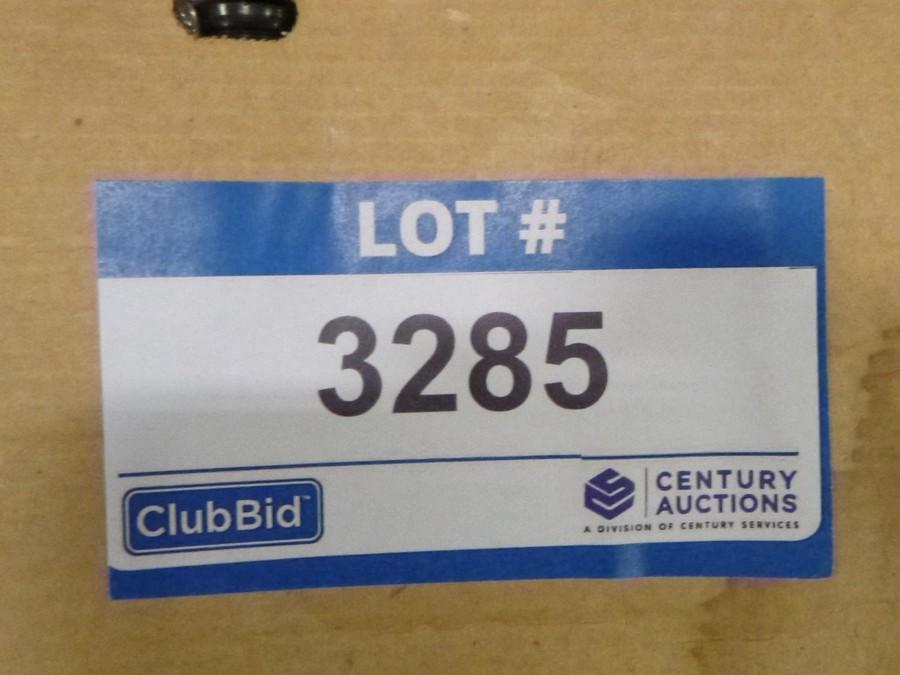 LOT #
3285
ClubBid™
CENTURY
AUCTIONS
A DIVISION OF CENTURY SERVICES